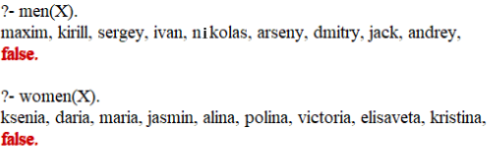 ?- men(X).
maxim, kirill, sergey, ivan, nikolas, arseny, dmitry, jack, andrey,
false.
?- women(X).
ksenia, daria, maria, jasmin, alina, polina, victoria, elisaveta, kristina,
false.